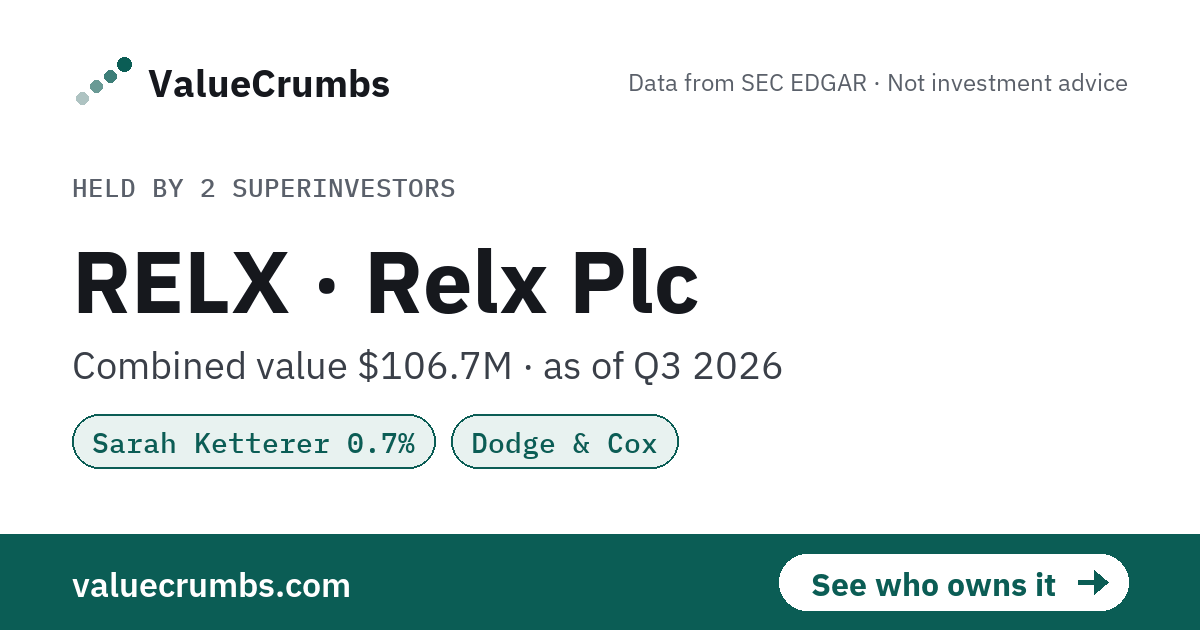 ValueCrumbs
Data from SEC EDGAR · Not investment advice
HELD BY 2 SUPERINVESTORS
RELX · Relx Plc
Combined value $106.7M · as of Q3 2026
Sarah Ketterer 0.7%
Dodge & Cox
valuecrumbs.com
See who owns it →